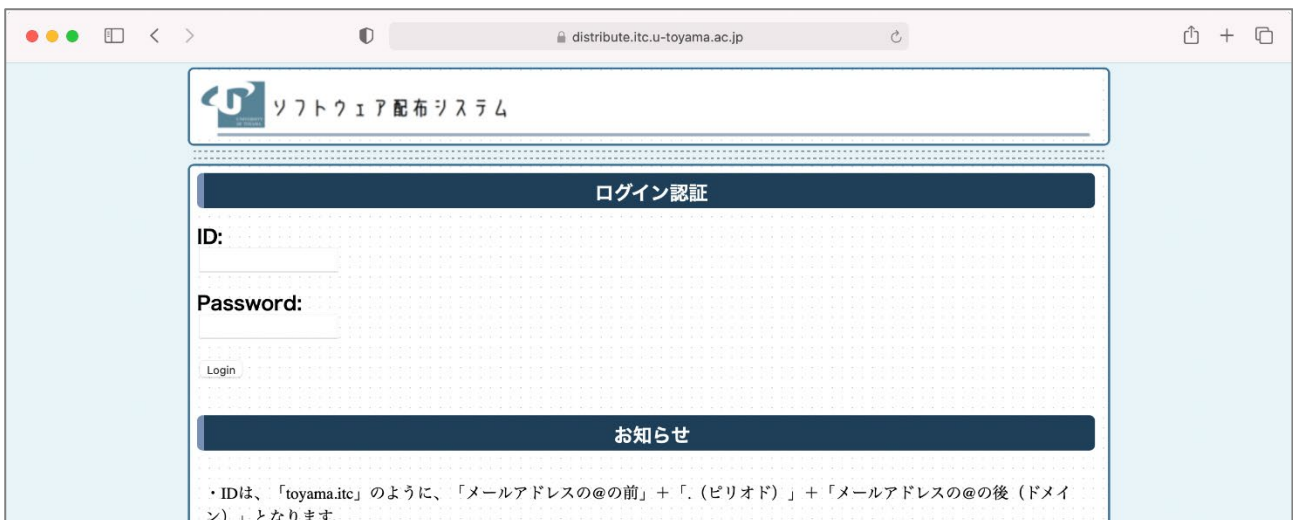 distribute.itc.u-toyama.ac.jp
ソフトウェア配布システム
ログイン認証
ID:
Password:
Login
お知らせ
・IDは、「toyama.itc」のように、「メールアドレスの@の前」＋「.（ピリオド）」＋「メールアドレスの@の後（ドメイ
ン）」となります